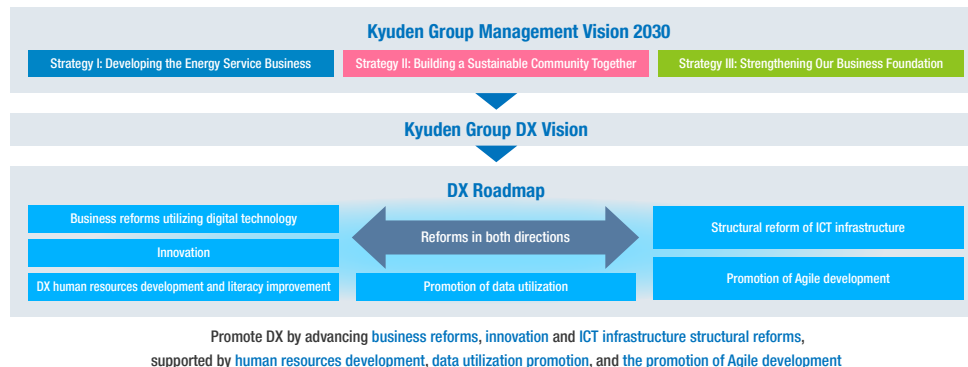 Kyuden Group Management Vision 2030
Strategy I: Developing the Energy Service Business
Strategy II: Building a Sustainable Community Together
Strategy III: Strengthening Our Business Foundation
Kyuden Group DX Vision
DX Roadmap
Business reforms utilizing digital technology
Innovation
DX human resources development and literacy improvement
Reforms in both directions
Promotion of data utilization
Structural reform of ICT infrastructure
Promotion of Agile development
Promote DX by advancing business reforms, innovation and ICT infrastructure structural reforms,
supported by human resources development, data utilization promotion, and the promotion of Agile development